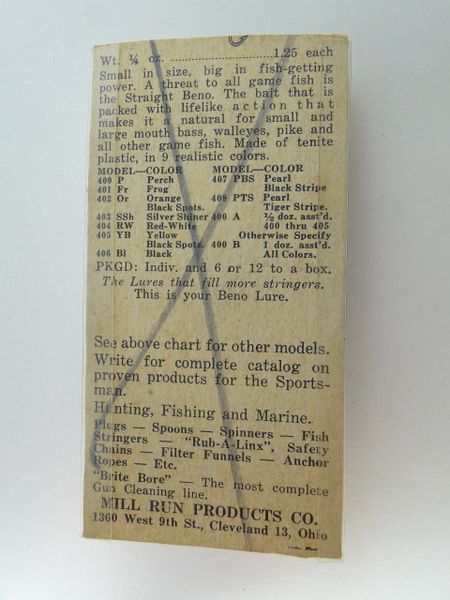 Wt. ¼ oz. ........................1.25 each
Small in size, big in fish-getting
power. A threat to all game fish is
the Straight Beno. The bait that is
packed with lifelike action that
makes it a natural for small and
large mouth bass, walleyes, pike and
all other game fish. Made of tenite
plastic, in 9 realistic colors.
MODEL—COLOR MODEL—COLOR
400 P Perch 407 PBS Pearl
401 Fr Frog Black Stripe
402 Or Orange 408 PTS Pearl
Black Spots. Tiger Stripe.
403 SSh Silver Shiner 400 A ½ doz. asst'd.
404 RW Red-White 400 thru 405
405 YB Yellow Otherwise Specify
Black Spots. 400 B 1 doz. asst'd.
406 Bl Black All Colors.
PKGD: Indiv. and 6 or 12 to a box.
The Lures that fill more stringers.
This is your Beno Lure.
See above chart for other models.
Write for complete catalog on
proven products for the Sports-
man.
Hunting, Fishing and Marine.
Plugs — Spoons — Spinners — Fish
Stringers — "Rub-A-Linx", Safety
Chains — Filter Funnels — Anchor
Ropes — Etc.
"Brite Bore" — The most complete
Gun Cleaning line.
MILL RUN PRODUCTS CO.
1360 West 9th St., Cleveland 13, Ohio